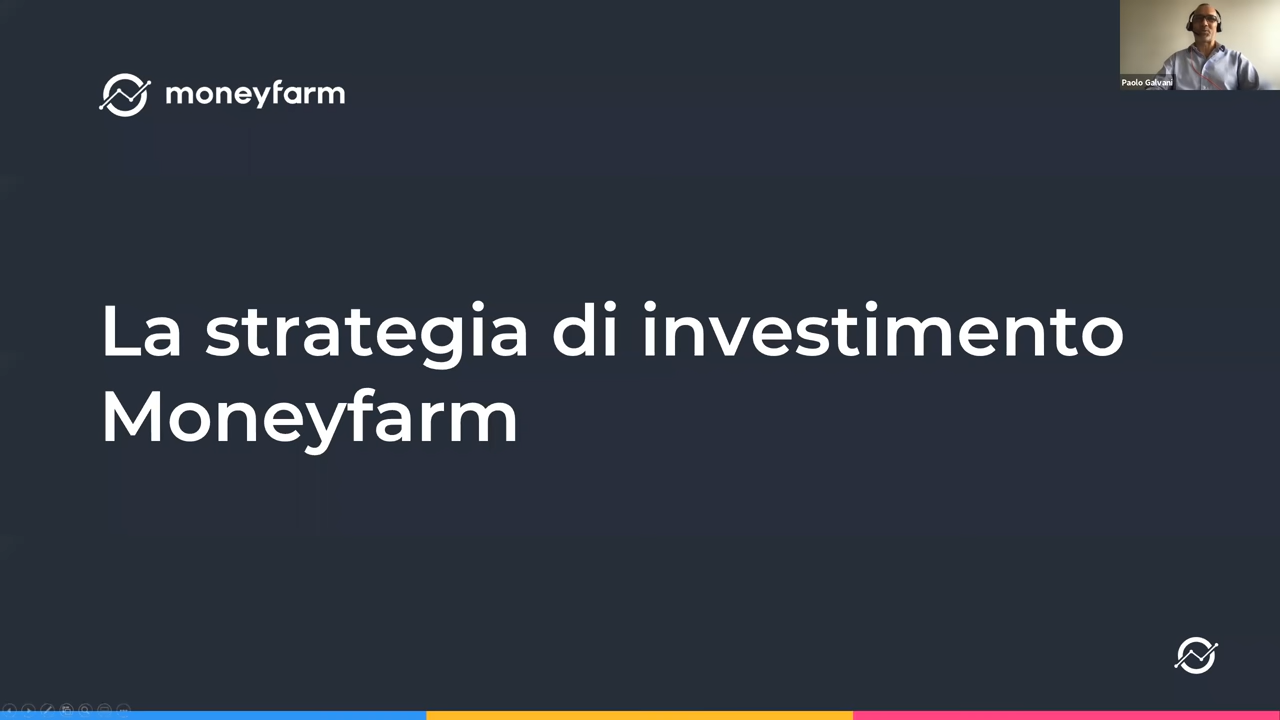 moneyfarm
Paolo Galvani
La strategia di investimento
Moneyfarm